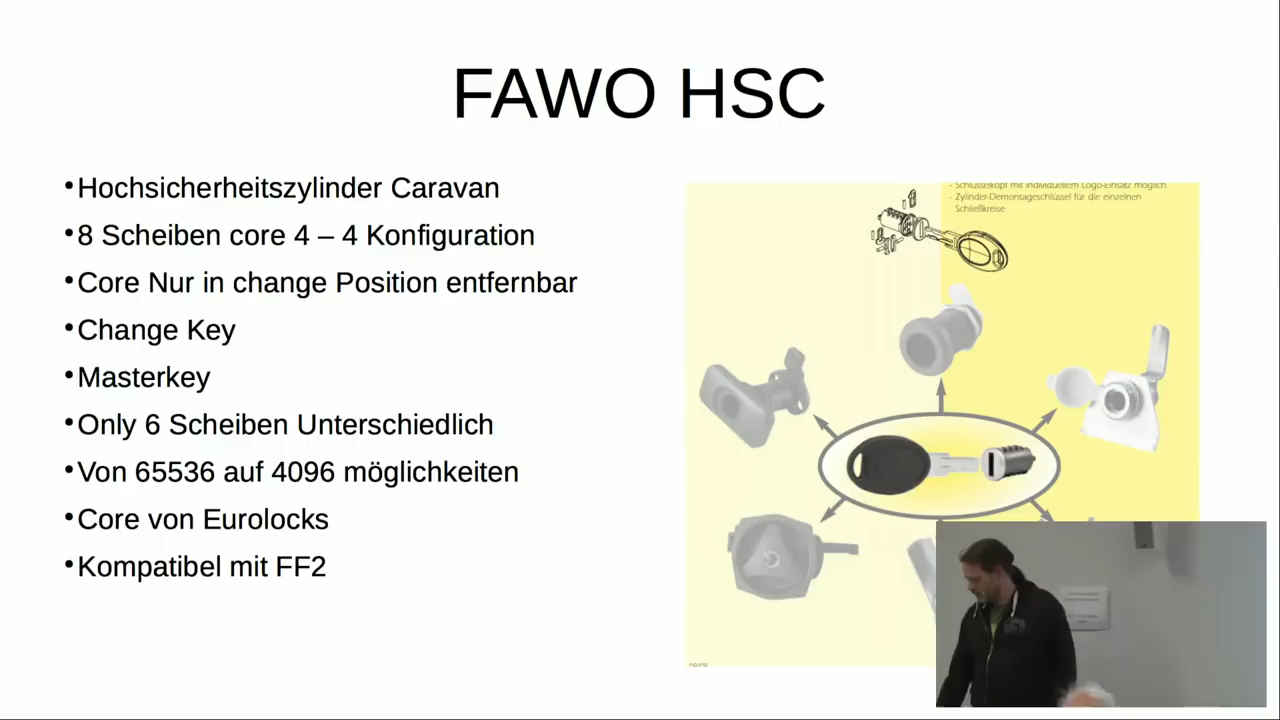 FAWO HSC
•Hochsicherheitszylinder Caravan
•8 Scheiben core 4 – 4 Konfiguration
•Core Nur in change Position entfernbar
•Change Key
•Masterkey
•Only 6 Scheiben Unterschiedlich
•Von 65536 auf 4096 möglichkeiten
•Core von Eurolocks
•Kompatibel mit FF2
- Schlüsselkopf mit individuellem Logo-Einsatz möglich
- Zylinder-Demontageschlüssel für die einzelnen
Schließkreise